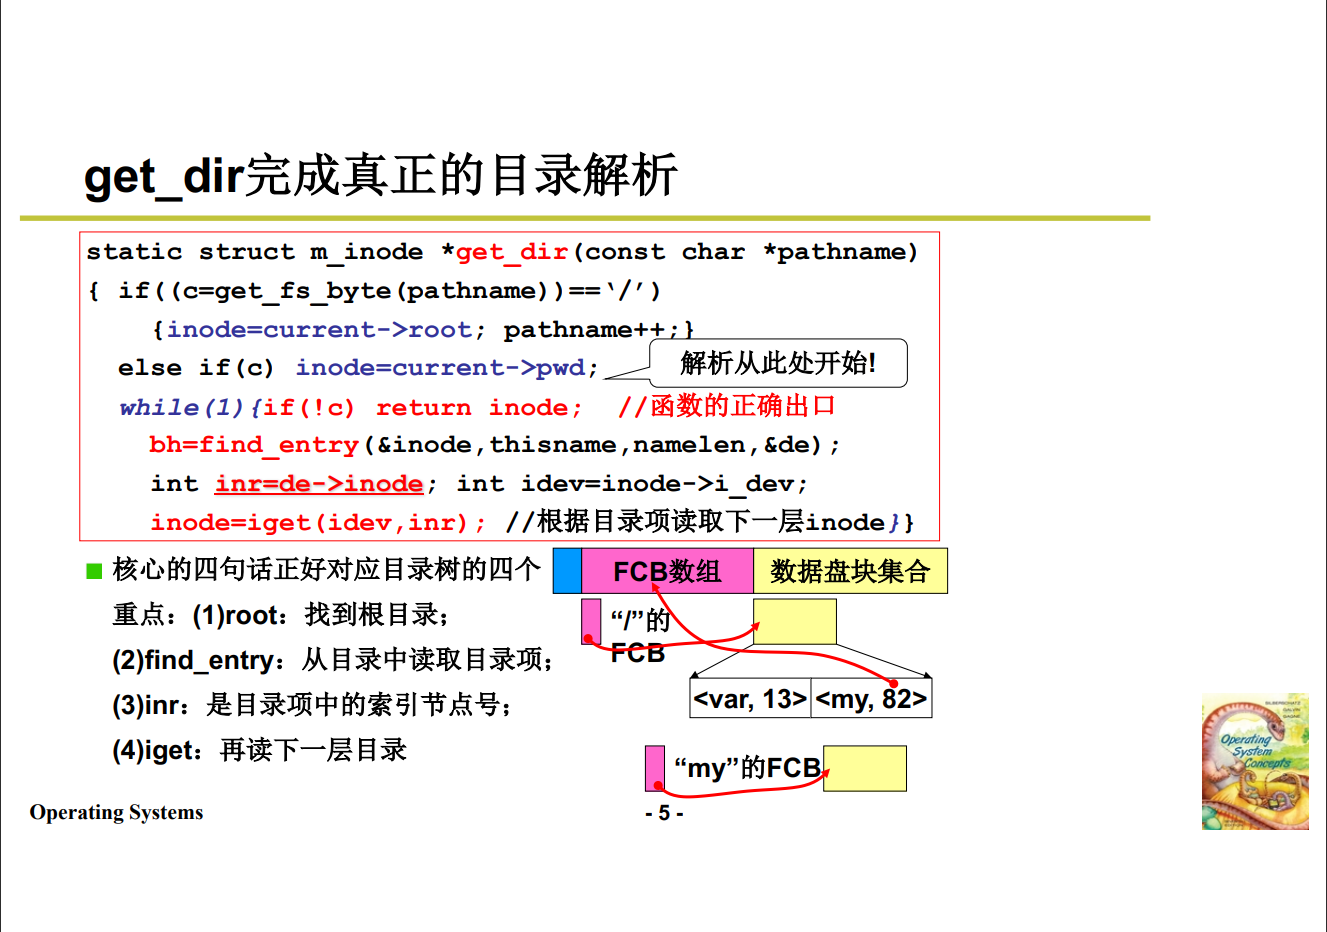 get_dir完成真正的目录解析
static struct m_inode *get_dir(const char *pathname)
{ if((c=get_fs_byte(pathname))==‘/’)
{inode=current->root; pathname++;}
else if(c) inode=current->pwd;
解析从此处开始!
while(1){if(!c) return inode; //函数的正确出口
bh=find_entry(&inode,thisname,namelen,&de);
int inr=de->inode; int idev=inode->i_dev;
inode=iget(idev,inr); //根据目录项读取下一层inode}}
核心的四句话正好对应目录树的四个
重点：(1)root：找到根目录；
(2)find_entry：从目录中读取目录项；
(3)inr：是目录项中的索引节点号；
(4)iget：再读下一层目录
FCB数组 数据盘块集合
“/”的
FCB
<var, 13> <my, 82>
“my”的FCB
Operating Systems
- 5 -
SILBERSCHATZ
GALVIN
GAGNE
Operating
System
Concepts